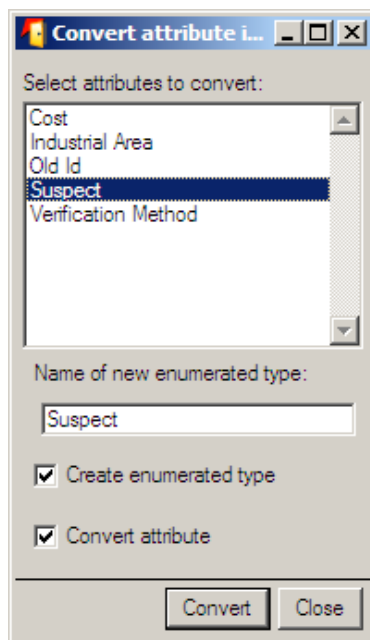 Convert attribute i...
Select attributes to convert:
Cost
Industrial Area
Old Id
Suspect
Verification Method
Name of new enumerated type:
Suspect
Create enumerated type
Convert attribute
Convert Close